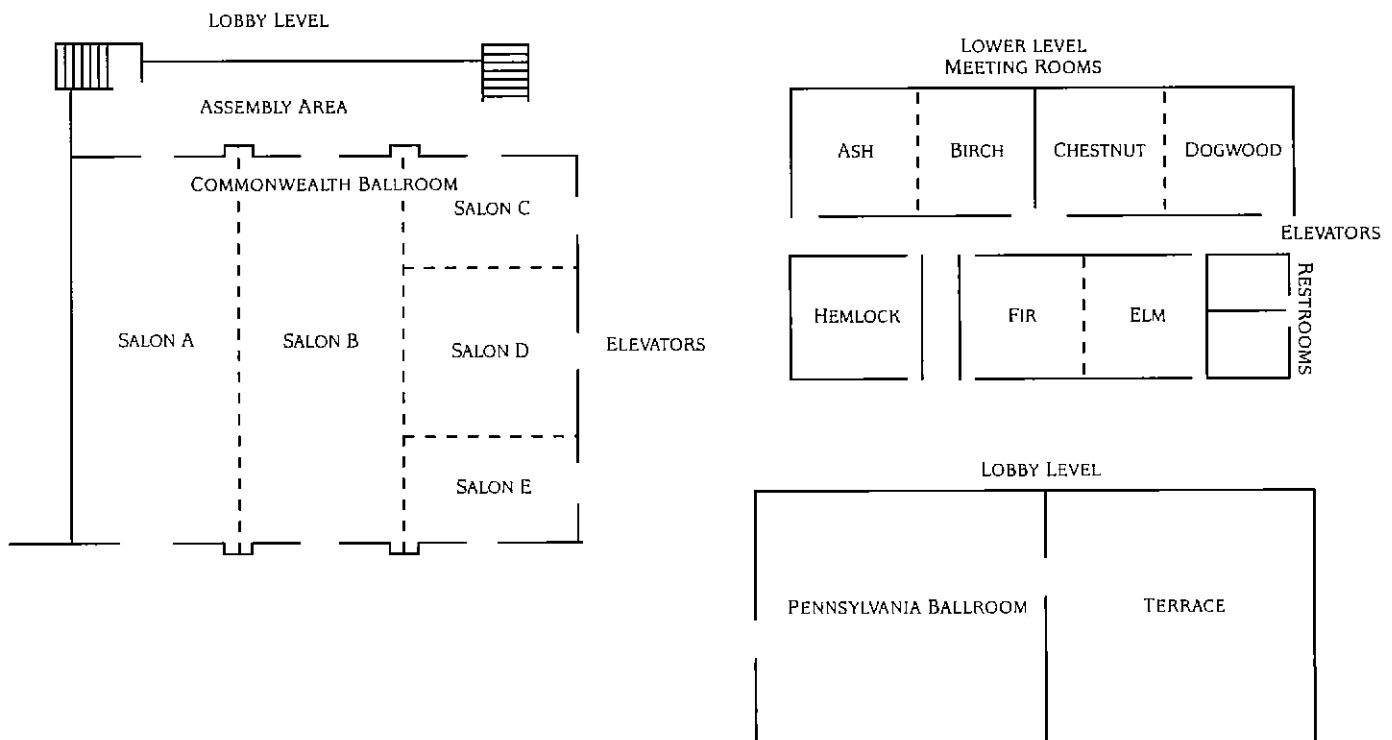 LOBBY LEVEL
ASSEMBLY AREA
COMMONWEALTH BALLROOM
SALON C
SALON A
SALON B
SALON D
ELEVATORS
SALON E
LOWER LEVEL
MEETING ROOMS
ASH
BIRCH
CHESTNUT
DOGWOOD
ELEVATORS
HEMLOCK
FIR
ELM
RESTROOMS
LOBBY LEVEL
PENNSYLVANIA BALLROOM
TERRACE